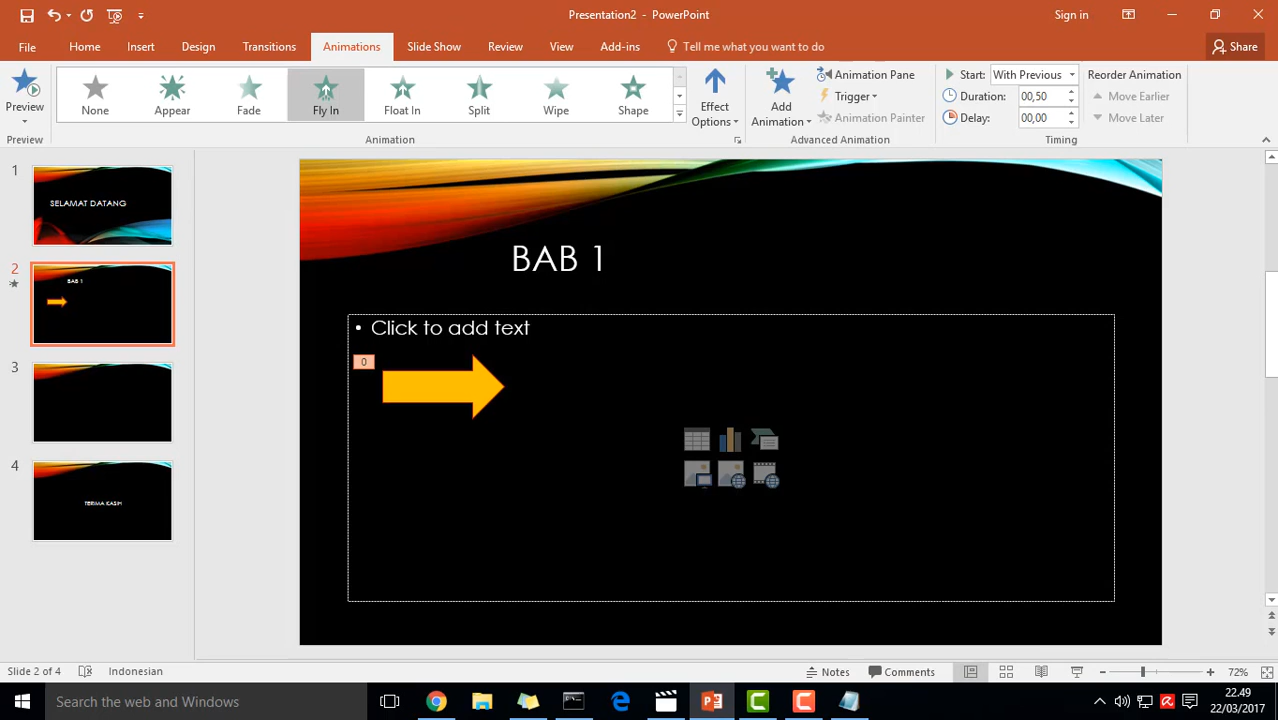 Presentation2 - PowerPoint
Sign in
File
Home
Insert
Design
Transitions
Animations
Slide Show
Review
View
Add-ins
Tell me what you want to do
Share
Preview
None
Appear
Fade
Fly In
Float In
Split
Wipe
Shape
Effect
Options
Add
Animation
Animation Pane
Trigger
Animation Painter
Start: With Previous
Duration: 00,50
Delay: 00,00
Reorder Animation
Move Earlier
Move Later
Preview
Animation
Advanced Animation
Timing
1
SELAMAT DATANG
2
BAB 1
3
4
TERIMA KASIH
BAB 1
• Click to add text
0
Slide 2 of 4
Indonesian
Notes
Comments
72%
Search the web and Windows
22.49
22/03/2017